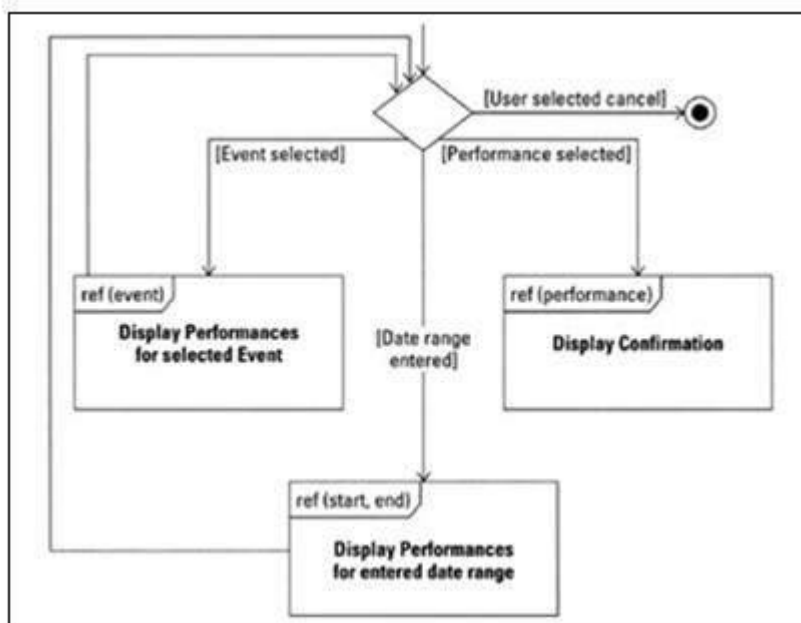 [User selected cancel]
[Event selected]
[Performance selected]
ref (event)
Display Performances
for selected Event
ref (performance)
Display Confirmation
[Date range
entered]
ref (start, end)
Display Performances
for entered date range